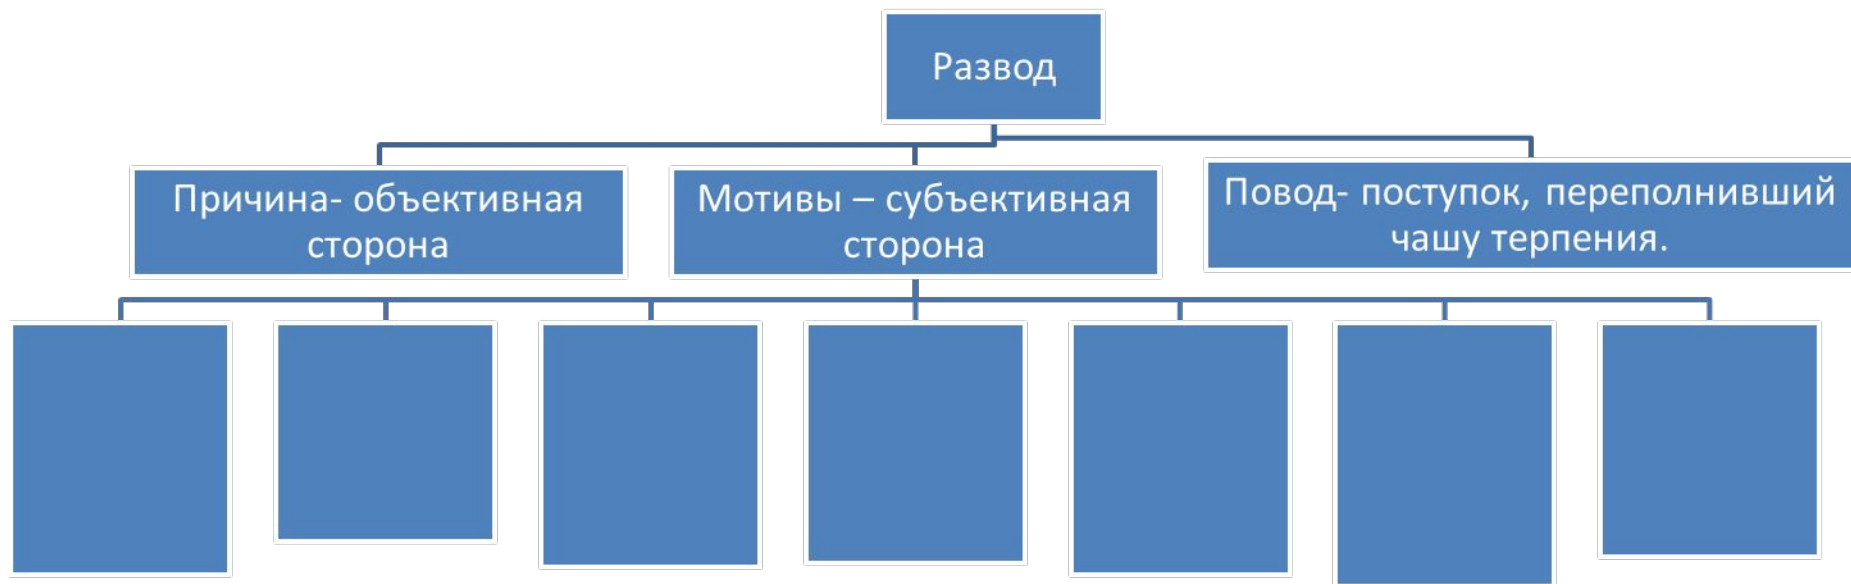 Развод
Причина- объективная
сторона
Мотивы – субъективная
сторона
Повод- поступок, переполнивший
чашу терпения.